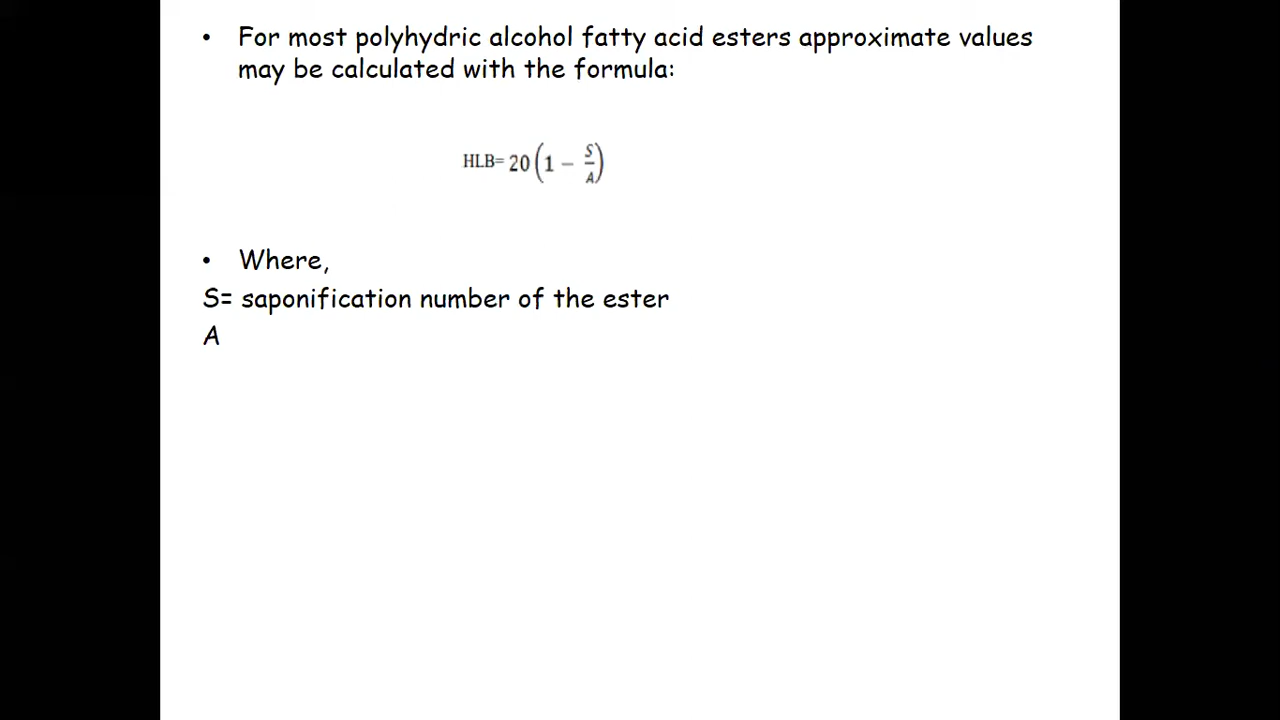 • For most polyhydric alcohol fatty acid esters approximate values
may be calculated with the formula:
HLB= 20 (1 − S/A)
• Where,
S= saponification number of the ester
A